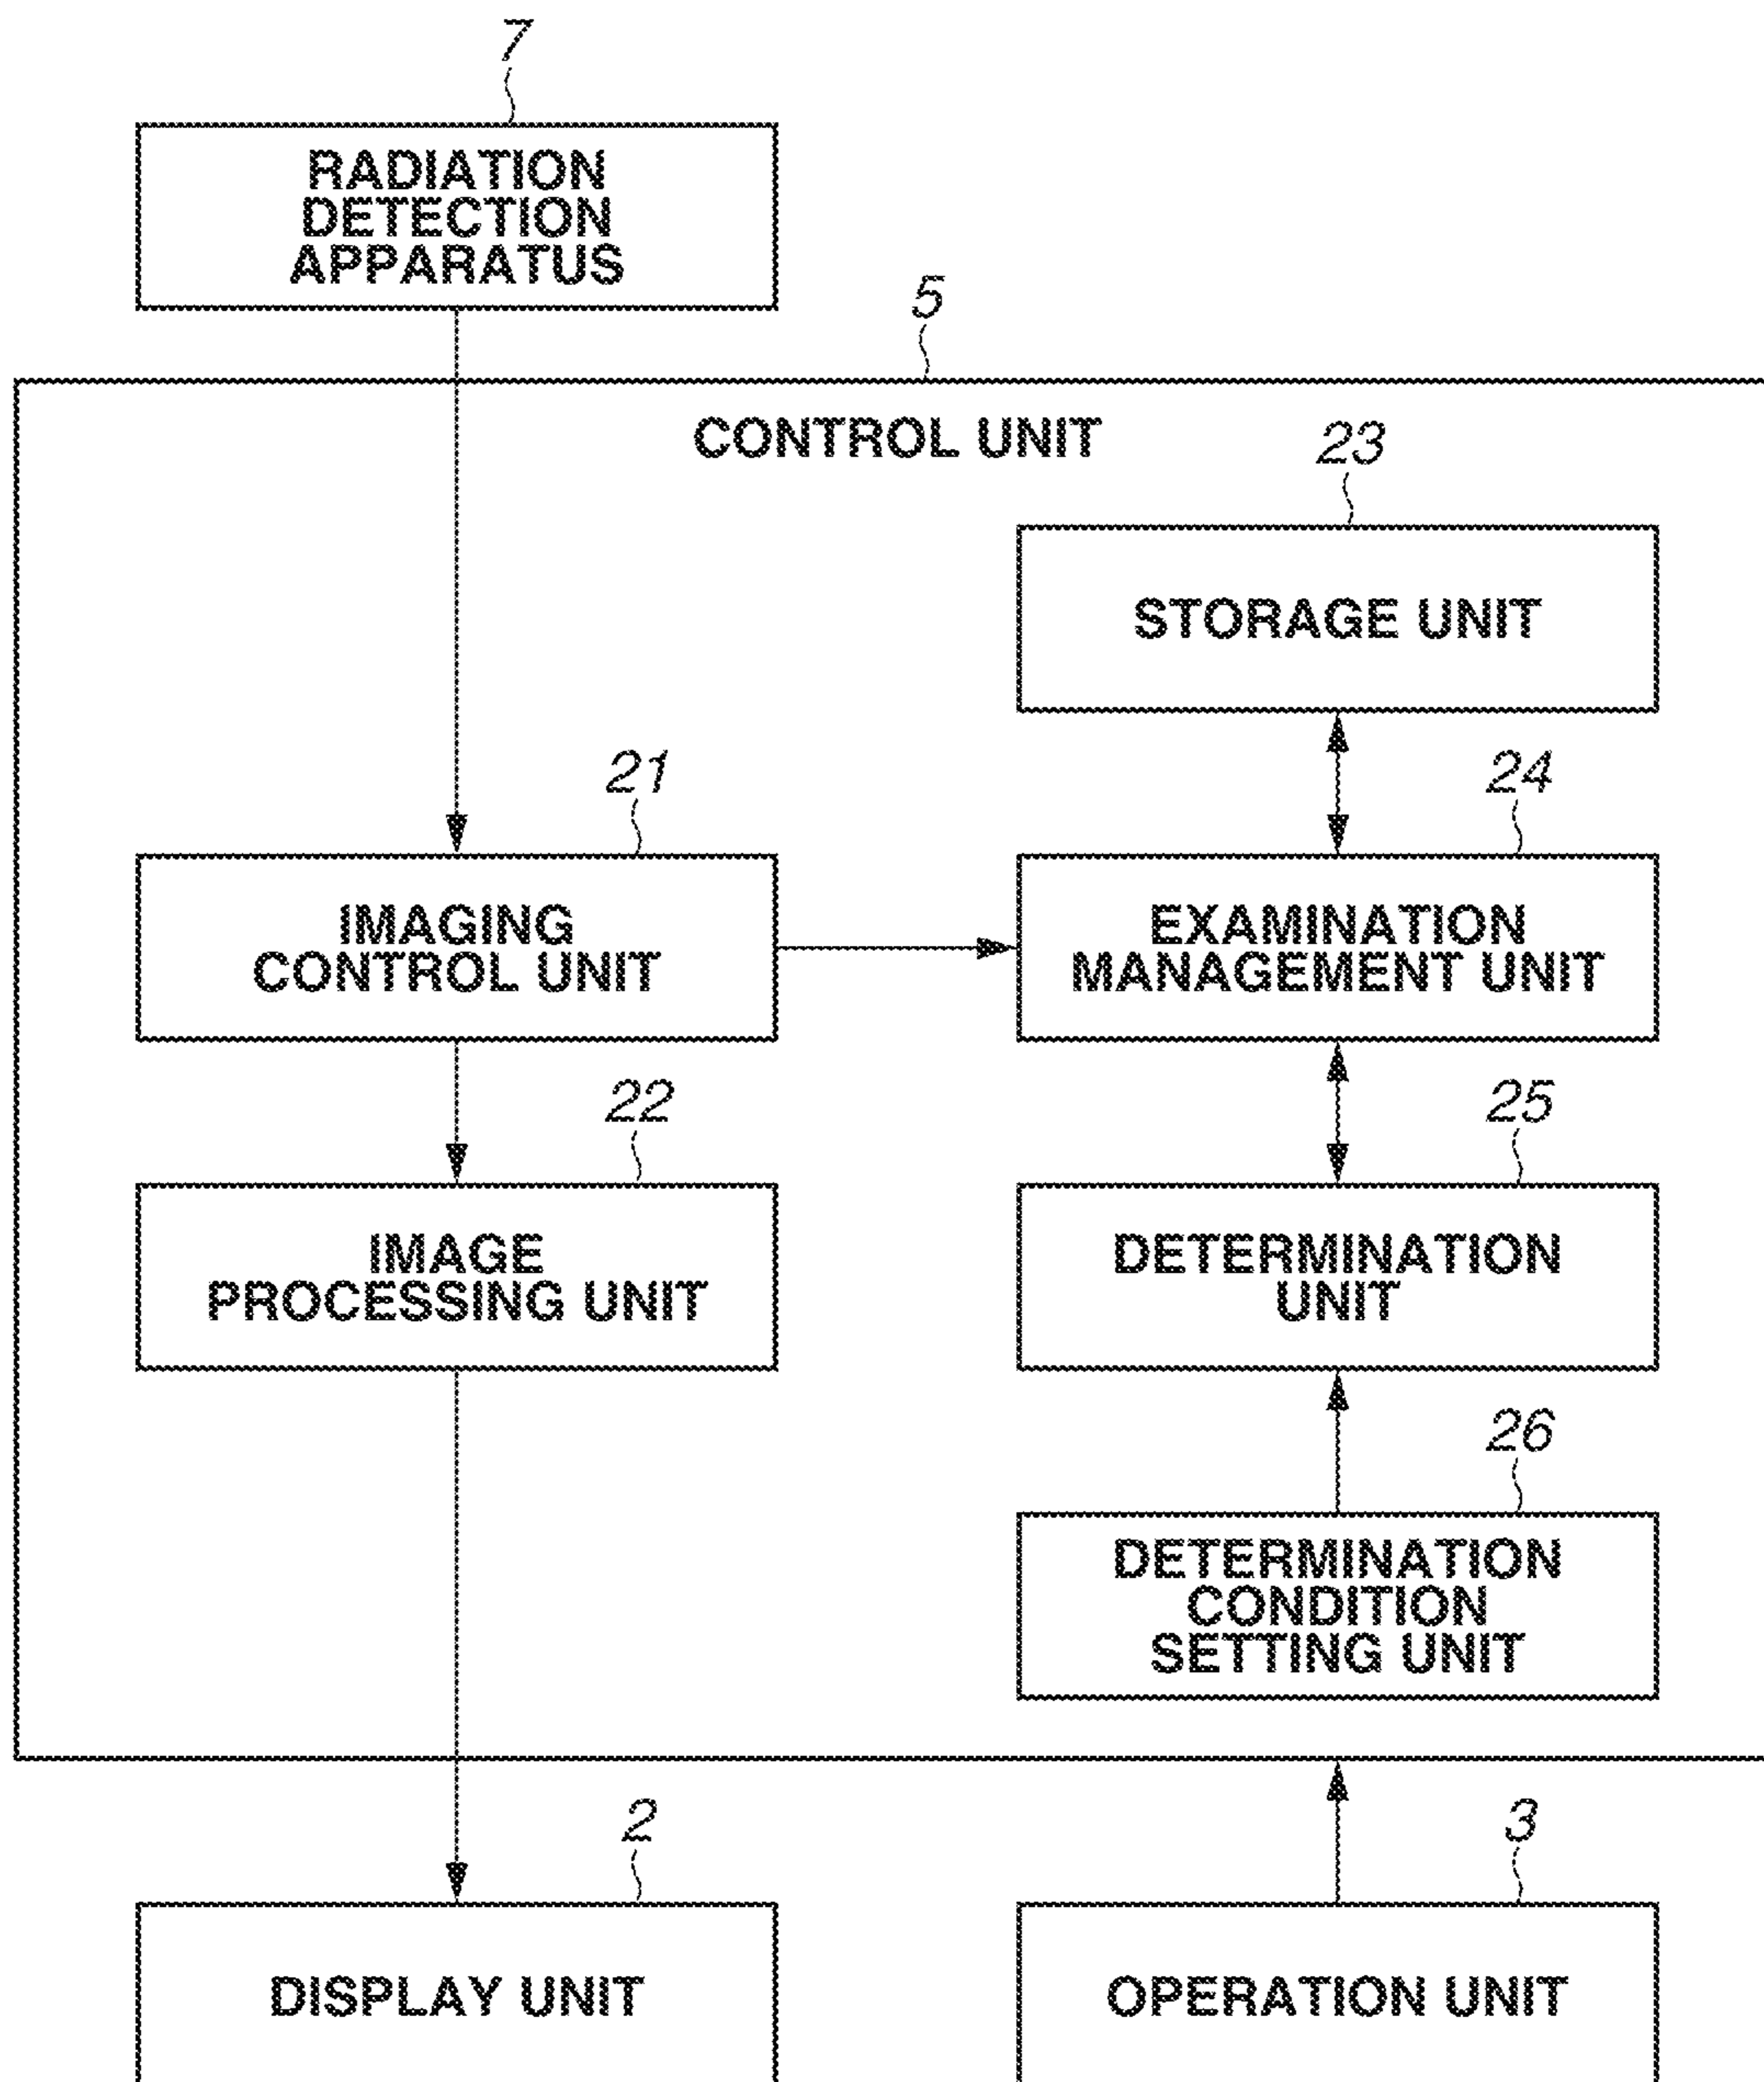 7
RADIATION
DETECTION
APPARATUS
5
CONTROL UNIT
23
STORAGE UNIT
21
24
IMAGING
CONTROL UNIT
EXAMINATION
MANAGEMENT UNIT
22
25
IMAGE
PROCESSING UNIT
DETERMINATION
UNIT
26
DETERMINATION
CONDITION
SETTING UNIT
2
3
DISPLAY UNIT
OPERATION UNIT